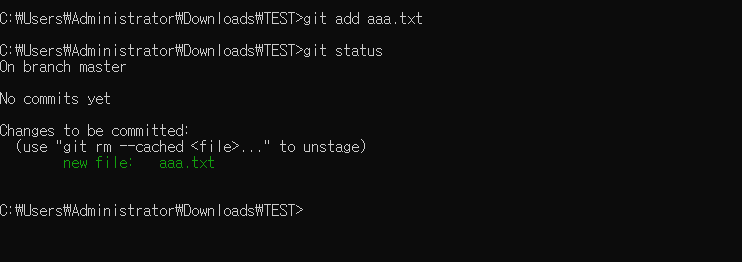 C:₩Users₩Administrator₩Downloads₩TEST>git add aaa.txt
C:₩Users₩Administrator₩Downloads₩TEST>git status
On branch master
No commits yet
Changes to be committed:
(use "git rm --cached <file>..." to unstage)
new file: aaa.txt
C:₩Users₩Administrator₩Downloads₩TEST>